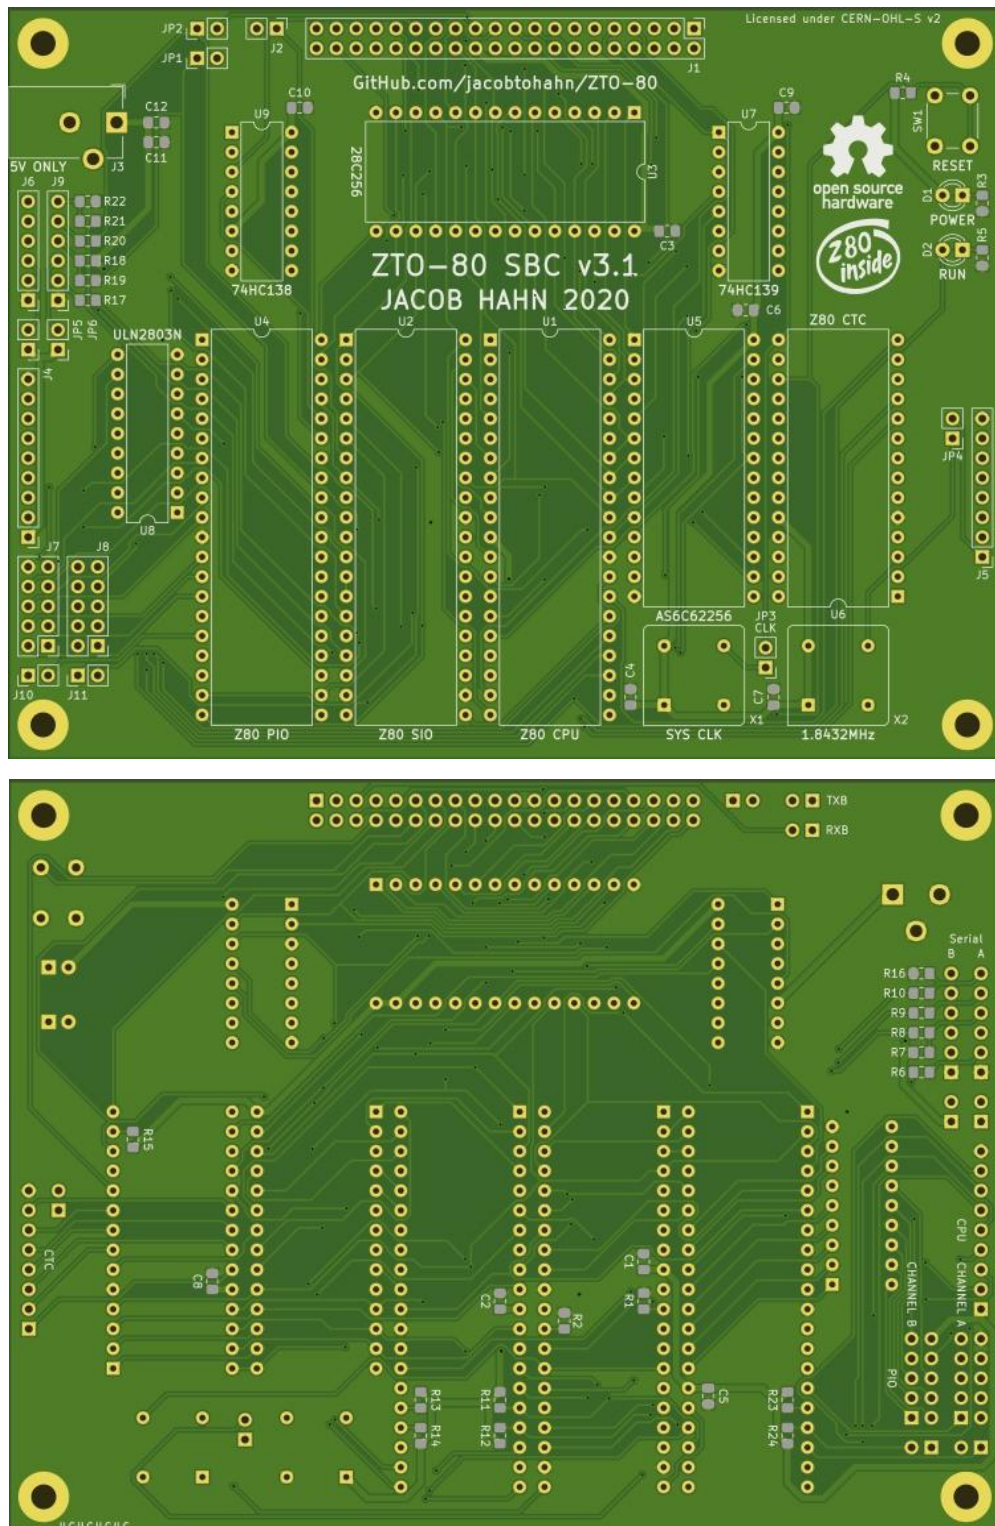 Licensed under CERN-OHL-S v2
JP2
J2
JP1
J1
GitHub.com/jacobtohahn/ZTO-80
R4
C10
C9
C12
U9
U7
SW1
C11
28C256
U3
J3
5V ONLY
RESET
J6
J9
open source
hardware
D1
R3
R22
POWER
R21
Z80
inside
R20
C3
D2
R5
R18
ZTO-80 SBC v3.1
RUN
R19
74HC138
74HC139
R17
JACOB HAHN 2020
C6
JP5
JP6
U4
U2
U1
U5
Z80 CTC
ULN2803N
J4
JP4
U8
J7
J8
J5
AS6C62256
JP3
CLK
U6
C4
C7
J10
J11
X1
X2
Z80 PIO
Z80 SIO
Z80 CPU
SYS CLK
1.8432MHz
TXB
RXB
Serial
B
A
R16
R10
R9
R8
R7
R6
R15
CTC
CPU
C8
C1
CHANNEL B
CHANNEL A
C2
R1
R2
PIO
R13
R11
C5
R23
R14
R12
R24